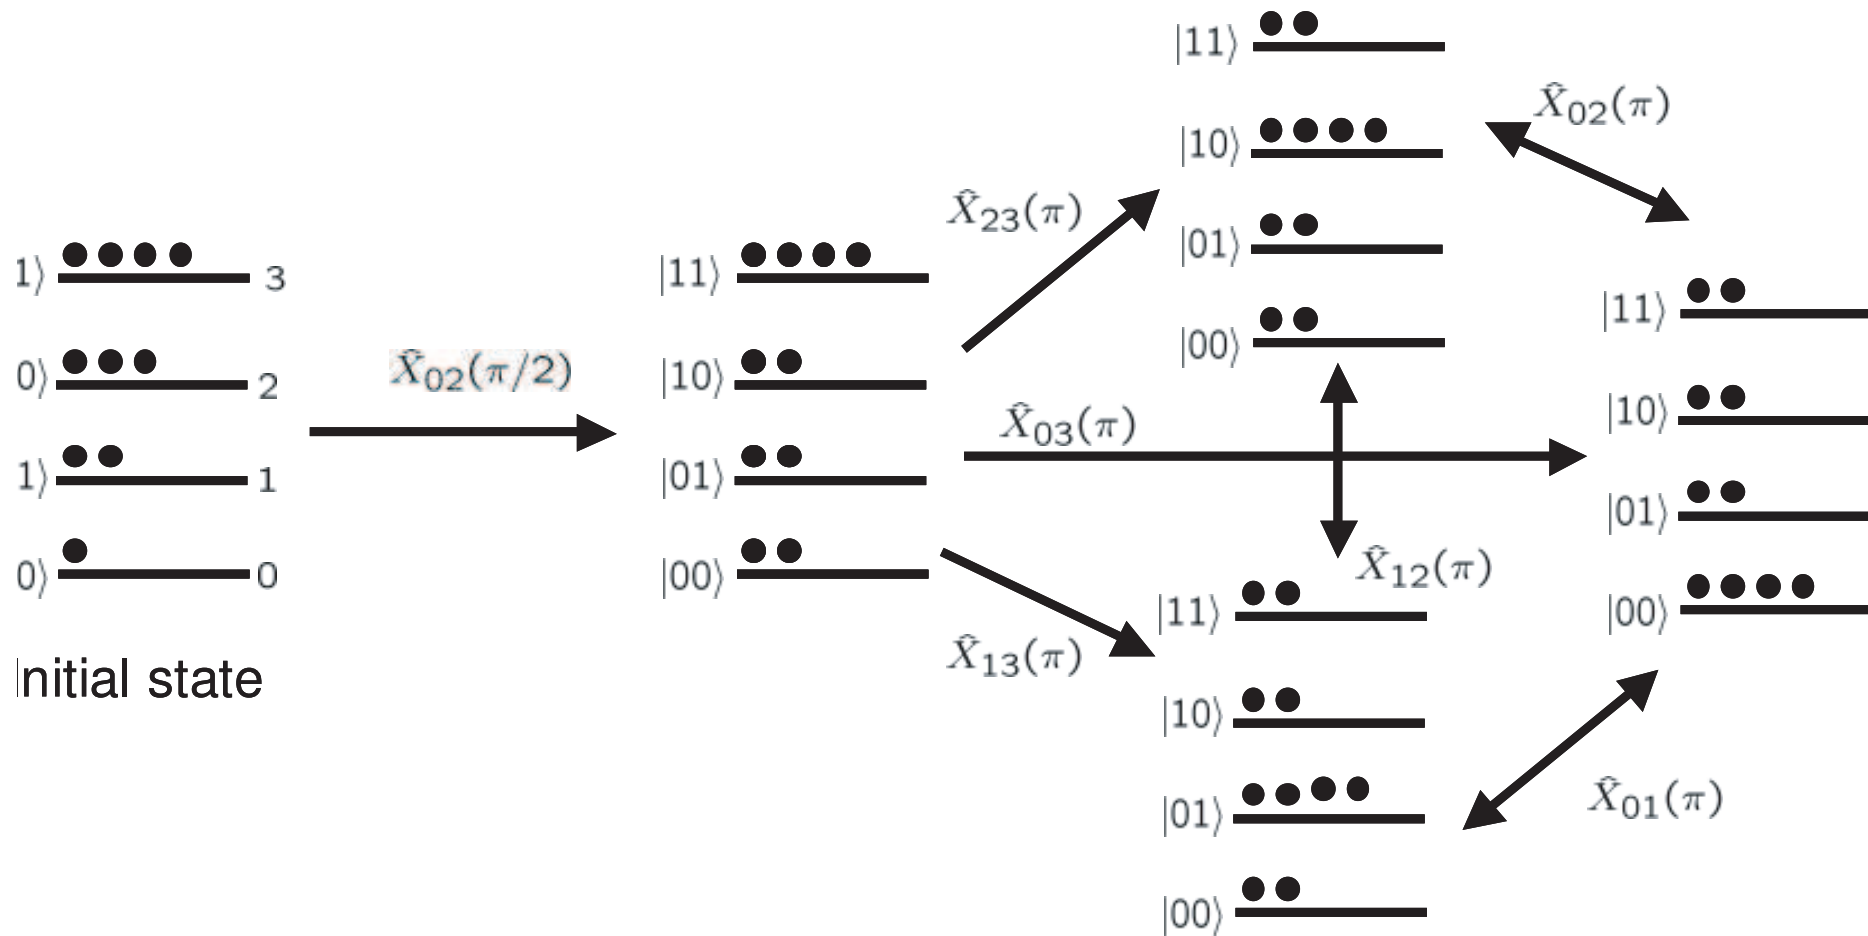 1⟩ 3
0⟩ 2
1⟩ 1
0⟩ 0
Initial state
X̂₀₂(π/2)
|11⟩
|10⟩
|01⟩
|00⟩
X̂₂₃(π)
X̂₀₃(π)
X̂₁₃(π)
|11⟩
|10⟩
|01⟩
|00⟩
X̂₁₂(π)
|11⟩
|10⟩
|01⟩
|00⟩
X̂₀₂(π)
|11⟩
|10⟩
|01⟩
|00⟩
X̂₀₁(π)